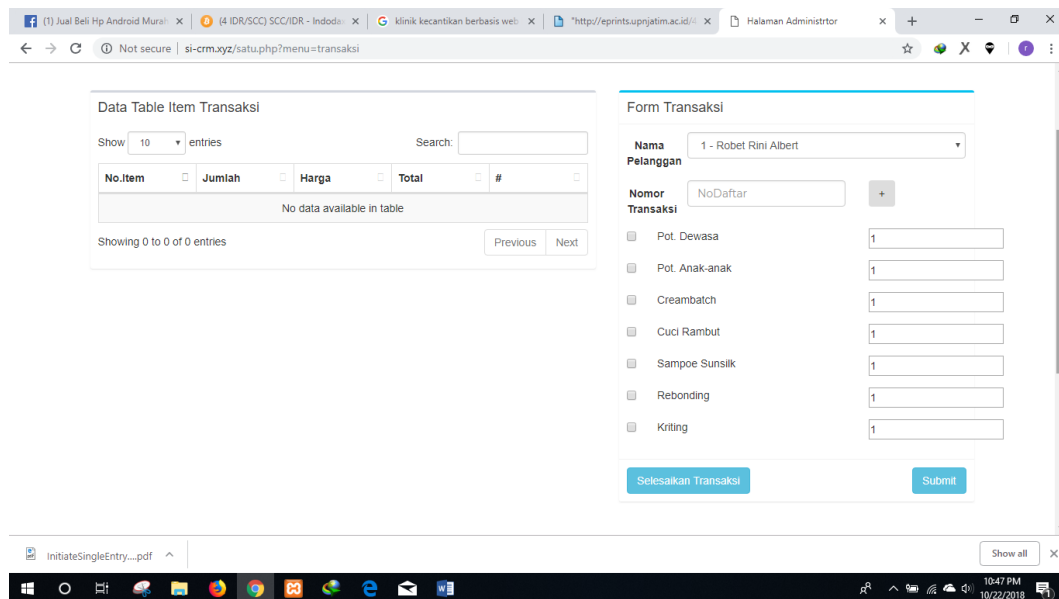 (1) Jual Beli Hp Android Murah
(4 IDR/SCC) SCC/IDR - Indodax
klinik kecantikan berbasis web
"http://eprints.upnjatim.ac.id/4
Halaman Administrtor
Not secure | si-crm.xyz/satu.php?menu=transaksi
Data Table Item Transaksi
Show 10 entries Search:
No.Item Jumlah Harga Total #
No data available in table
Showing 0 to 0 of 0 entries Previous Next
Form Transaksi
Nama Pelanggan 1 - Robet Rini Albert
Nomor Transaksi NoDaftar +
Pot. Dewasa 1
Pot. Anak-anak 1
Creambatch 1
Cuci Rambut 1
Sampoe Sunsilk 1
Rebonding 1
Kriting 1
Selesaikan Transaksi Submit
InitiateSingleEntry....pdf Show all
10:47 PM
10/22/2018